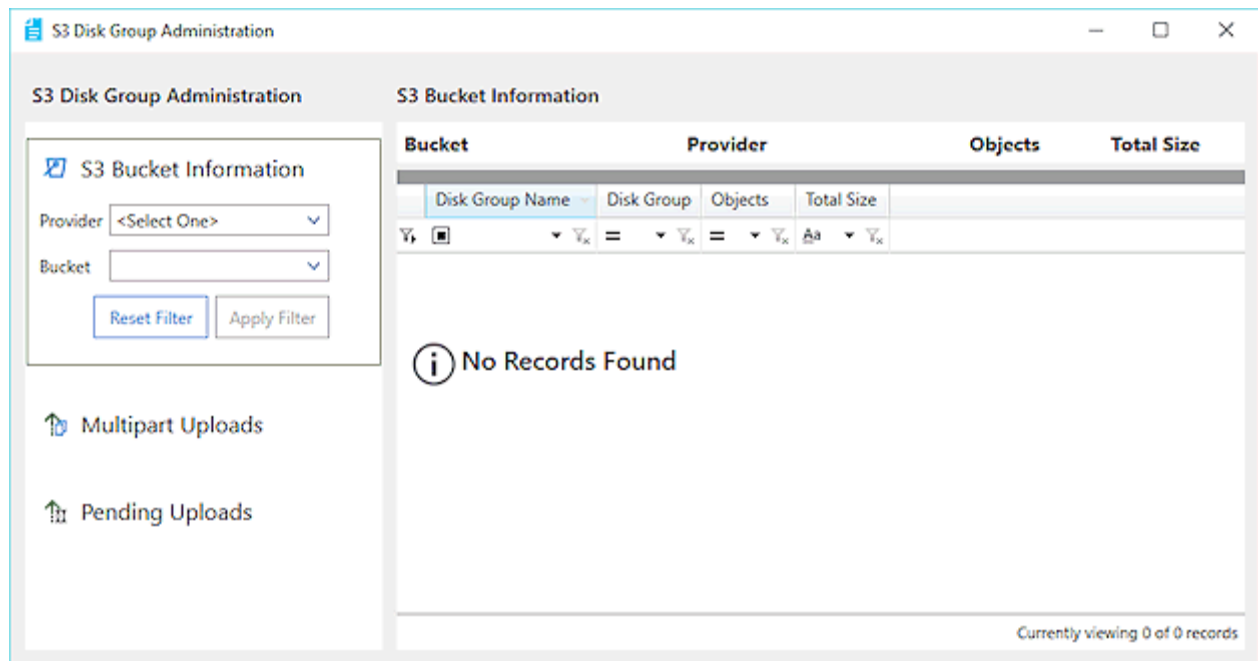 S3 Disk Group Administration
S3 Disk Group Administration
S3 Bucket Information
Provider <Select One>
Bucket
Reset Filter Apply Filter
Multipart Uploads
Pending Uploads
S3 Bucket Information
Bucket Provider Objects Total Size
Disk Group Name Disk Group Objects Total Size
= = Aa
No Records Found
Currently viewing 0 of 0 records